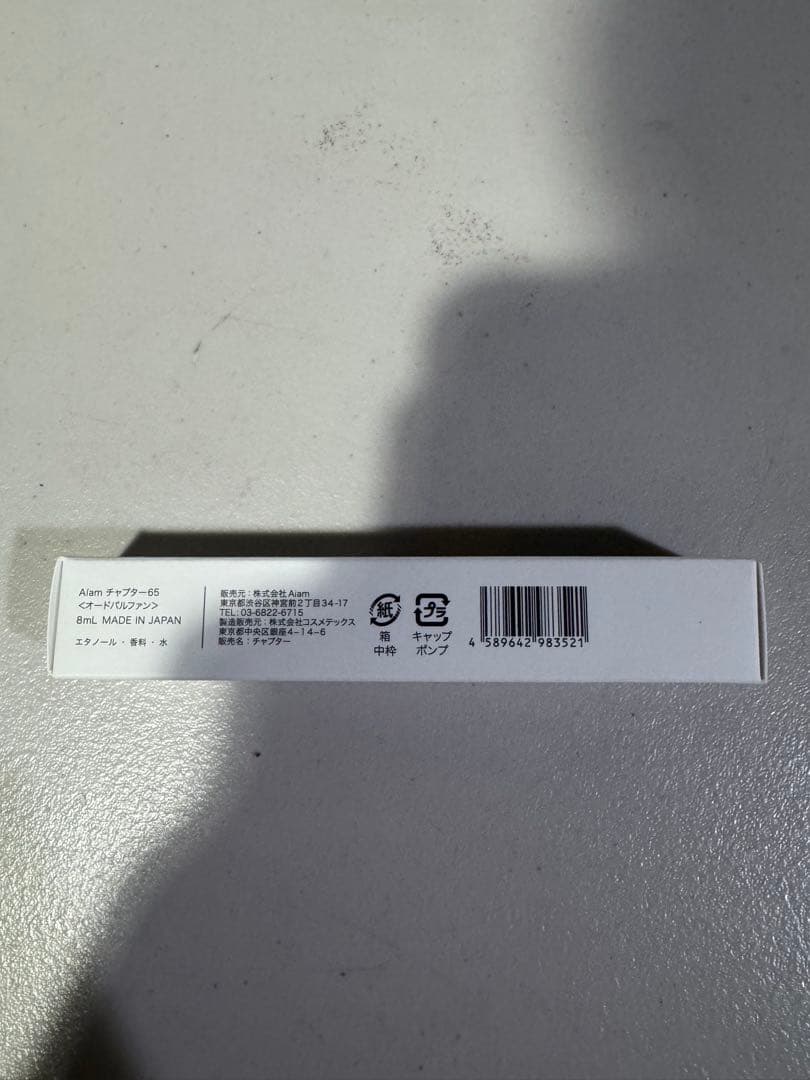 Aíam チャプター65
<オードパルファン>
8mL MADE IN JAPAN
エタノール・香料・水
販売元：株式会社Aíam
東京都渋谷区神宮前2丁目34-17
TEL: 03-6822-6715
製造販売元：株式会社コスメテックス
東京都中央区銀座4-14-6
販売名：チャプター
紙
箱
中枠
プラ
キャップ
ポンプ
4 589642 983521